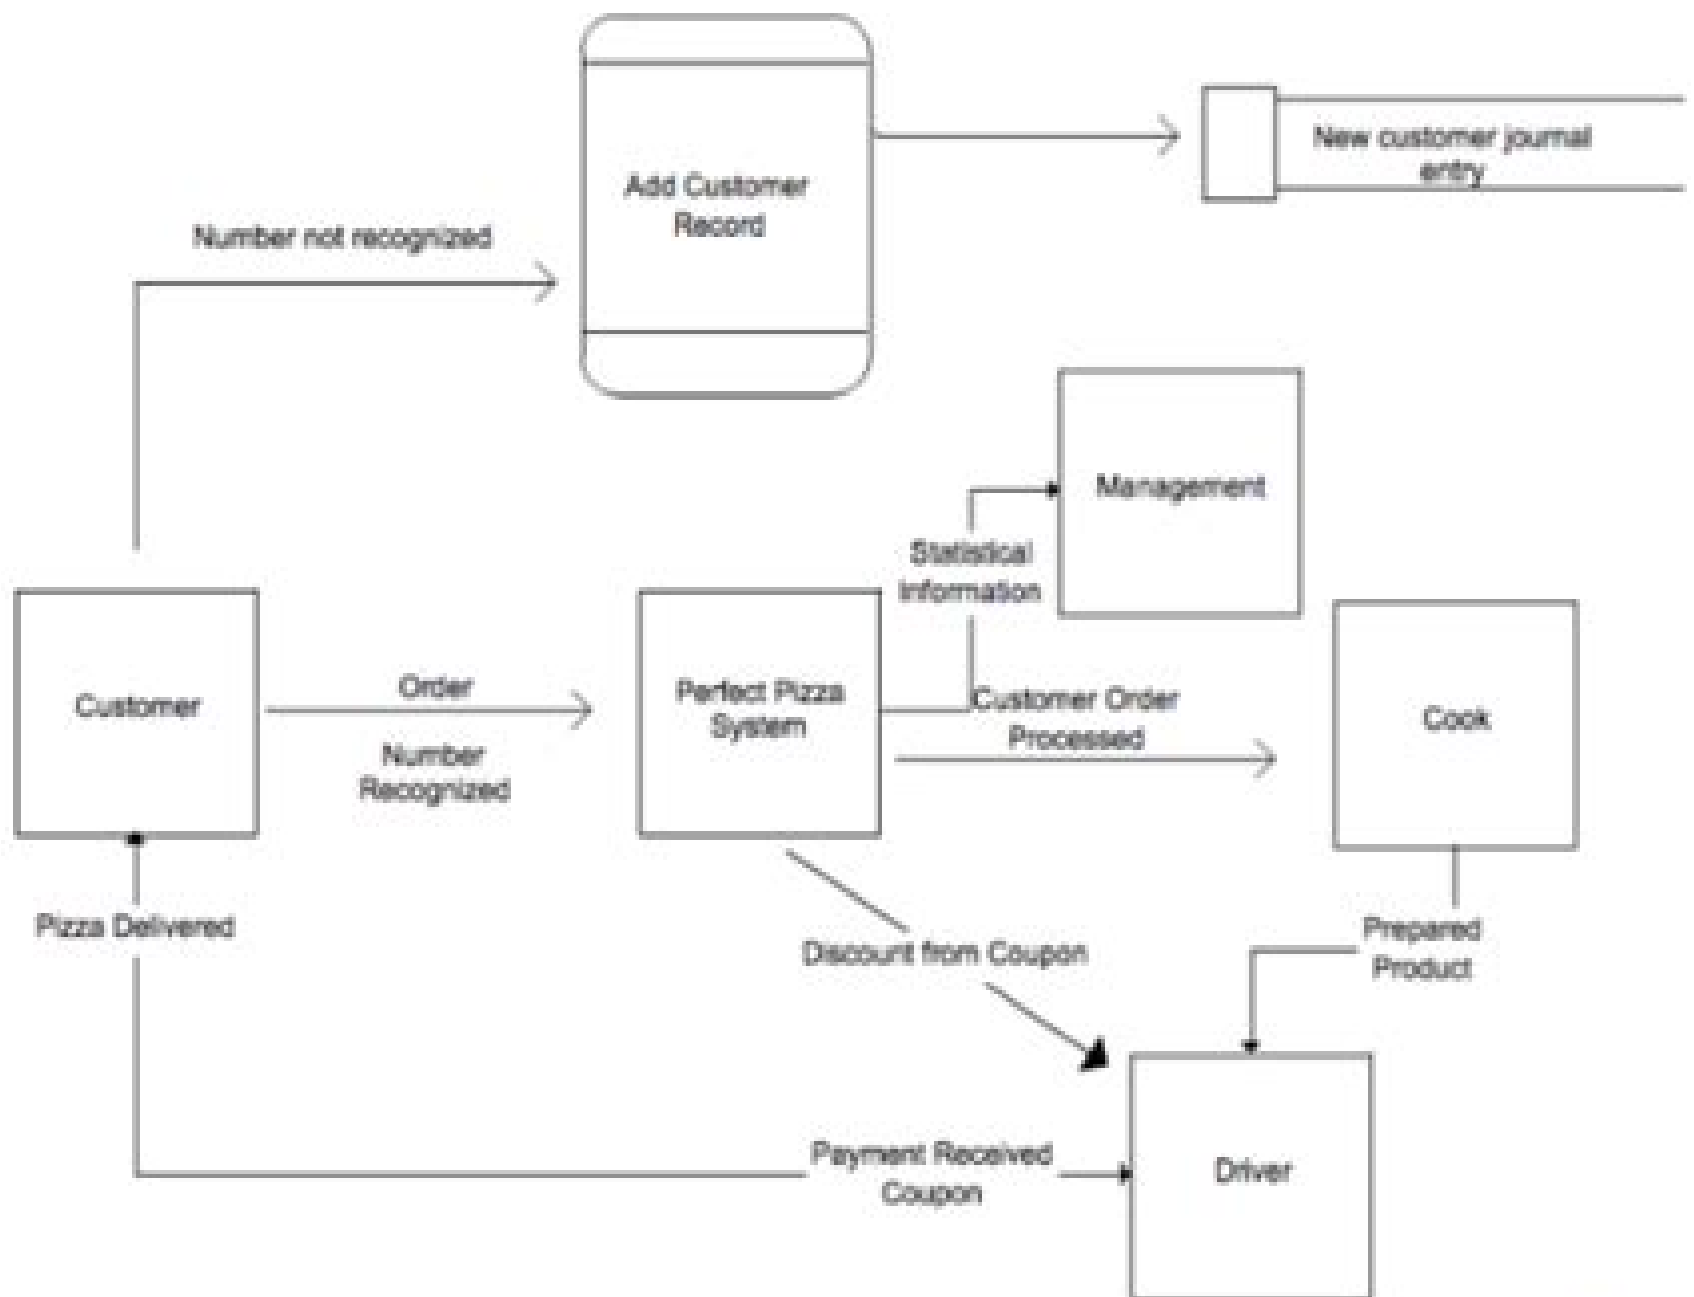 New customer journal
entry
Add Customer
Record
Number not recognized
Management
Statistical
Information
Customer
Order
Number
Recognized
Perfect Pizza
System
Customer Order
Processed
Cook
Pizza Delivered
Discount from Coupon
Prepared
Product
Payment Received
Coupon
Driver